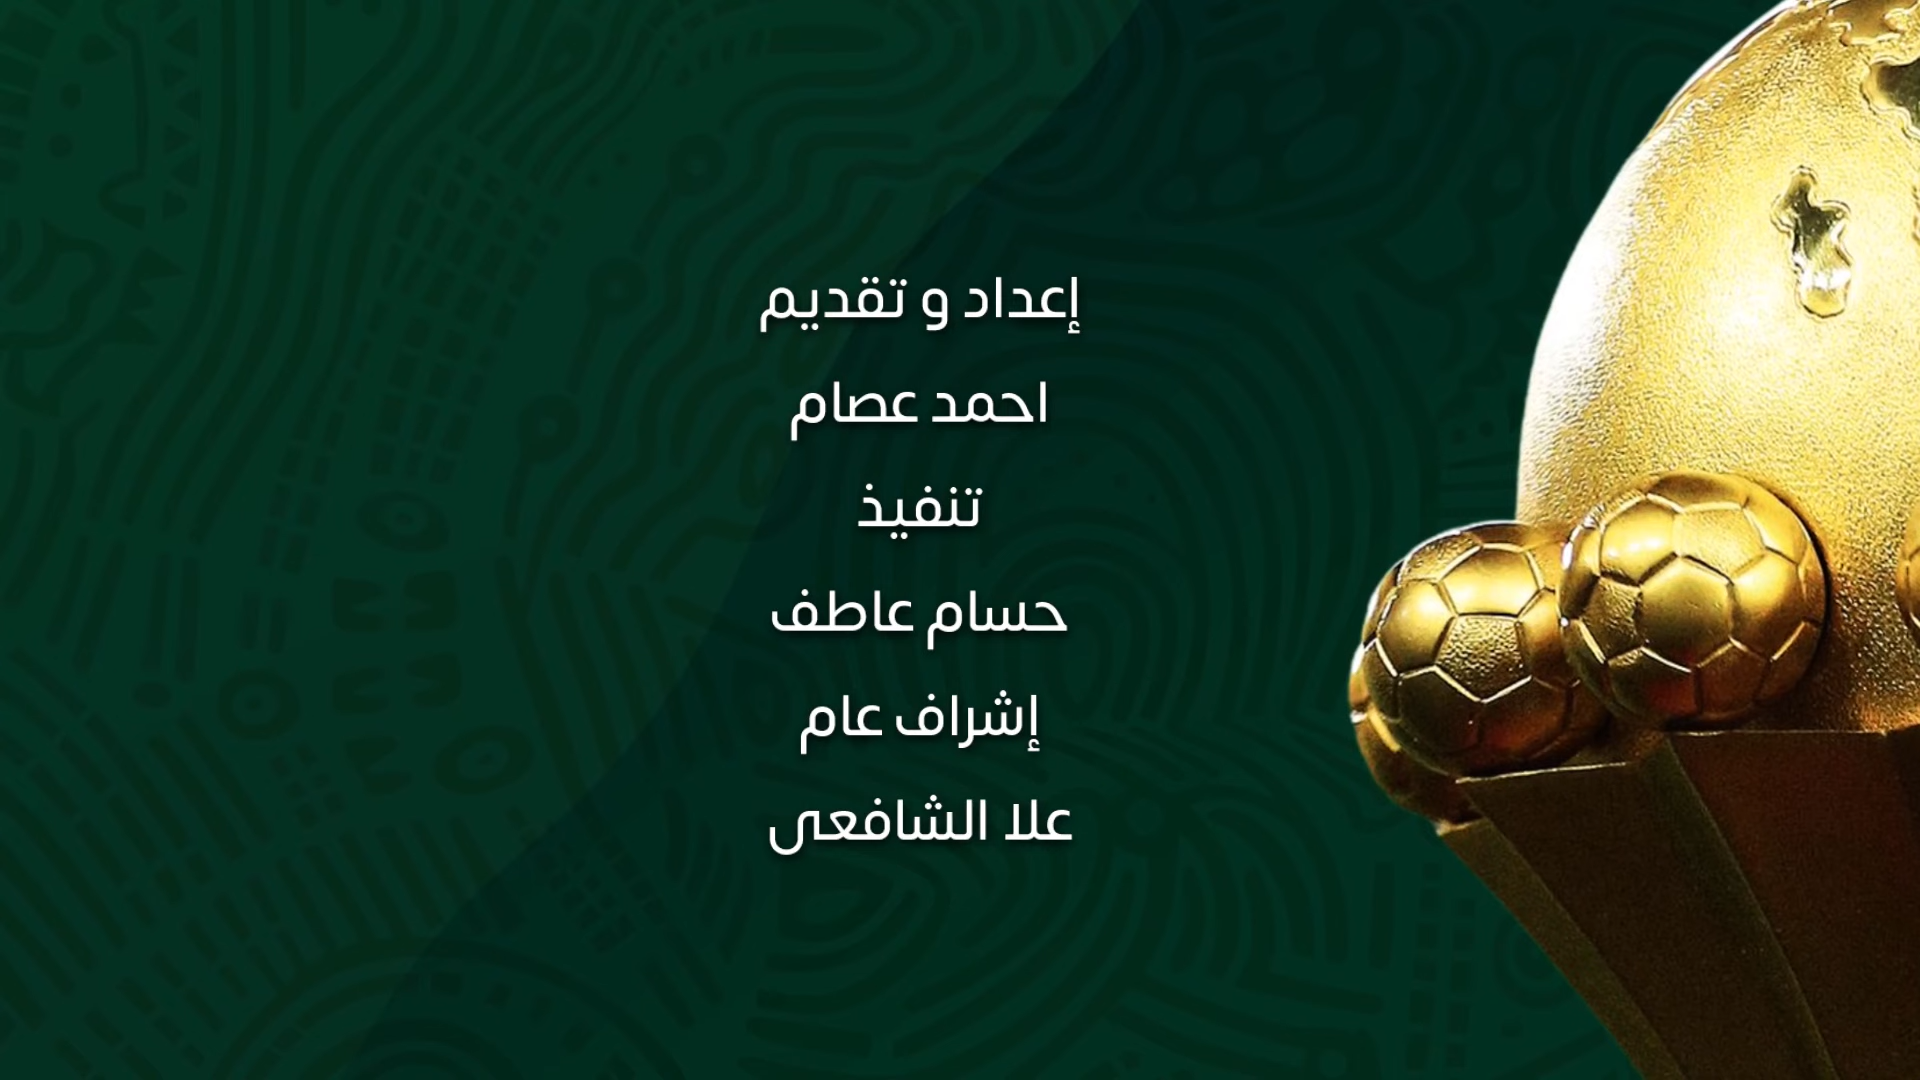 إعداد و تقديم
احمد عصام
تنفيذ
حسام عاطف
إشراف عام
علا الشافعى